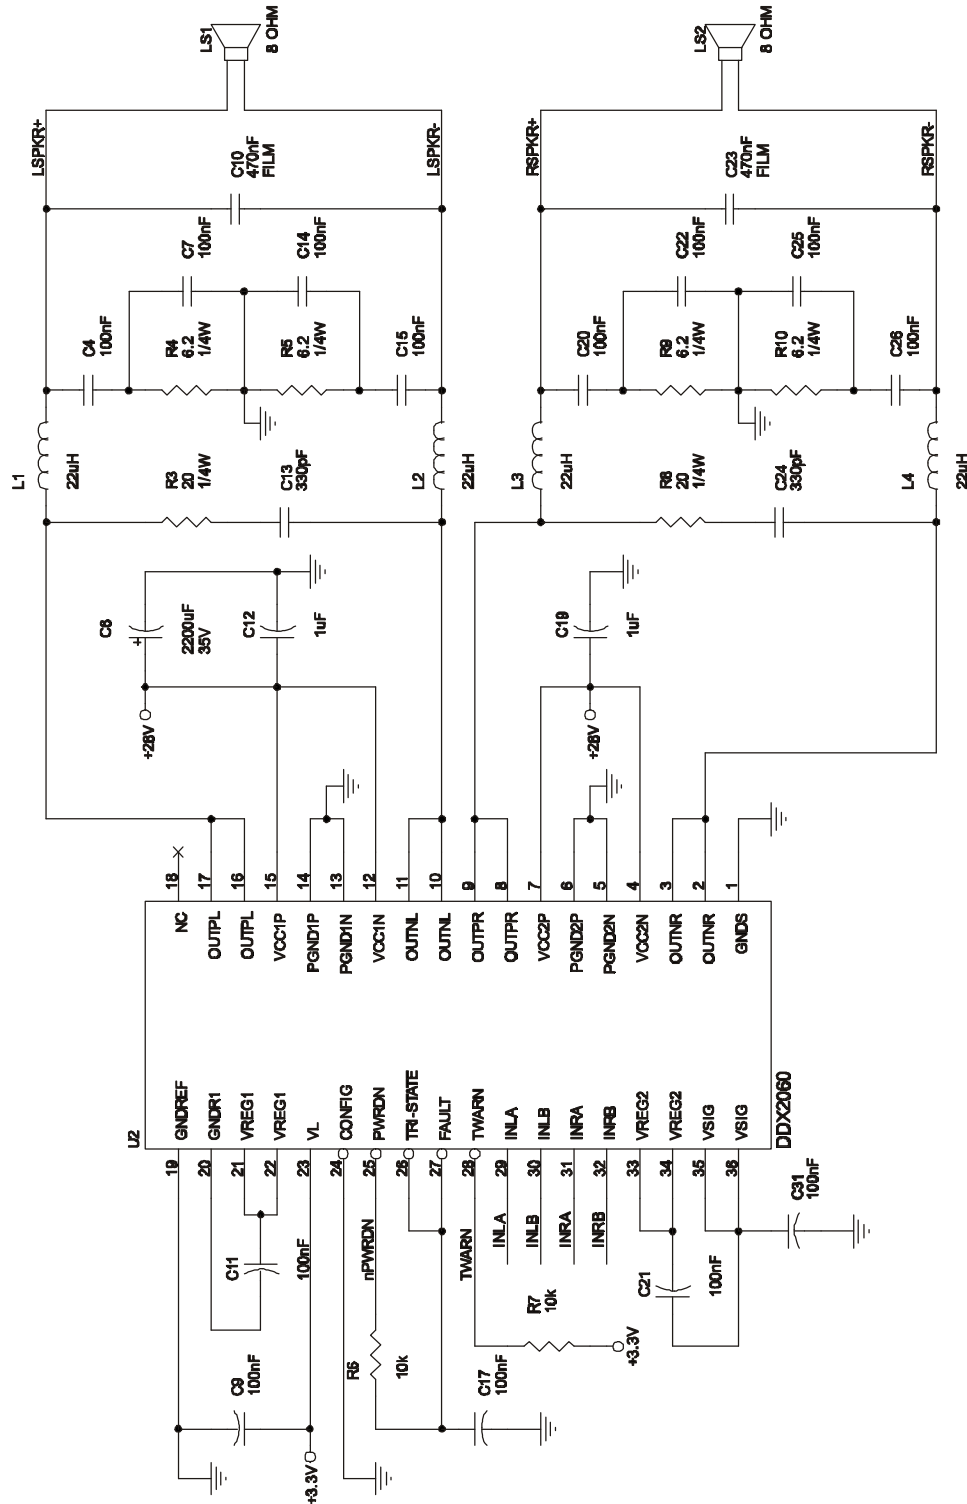 LS1
8 OHM
LS2
8 OHM
LSPKR+
C10
470nF
FILM
LSPKR-
RSPKR+
C23
470nF
FILM
RSPKR-
C7
100nF
C14
100nF
C22
100nF
C25
100nF
C4
100nF
R4
6.2
1/4W
R5
6.2
1/4W
C15
100nF
C20
100nF
R9
6.2
1/4W
R10
6.2
1/4W
C26
100nF
L1
22uH
R3
20
1/4W
C13
330pF
L2
22uH
L3
22uH
R8
20
1/4W
C24
330pF
L4
22uH
C6
+
2200uF
35V
C12
1uF
C19
1uF
+28V
+28V
18
17
16
15
14
13
12
11
10
9
8
7
6
5
4
3
2
1
NC
OUTPL
OUTPL
VCC1P
PGND1P
PGND1N
VCC1N
OUTNL
OUTNL
OUTPR
OUTPR
VCC2P
PGND2P
PGND2N
VCC2N
OUTNR
OUTNR
GNDS
U2
GNDREF
GNDR1
VREG1
VREG1
VL
CONFIG
PWRDN
TRI-STATE
FAULT
TWARN
INLA
INLB
INRA
INRB
VREG2
VREG2
VSIG
VSIG
DDX2060
19
20
21
22
23
24
25
26
27
28
29
30
31
32
33
34
35
36
C11
100nF
nPWRDN
TWARN
INLA
INLB
INRA
INRB
C21
100nF
C31
100nF
C9
100nF
R6
10k
C17
100nF
R7
10k
+3.3V
+3.3V